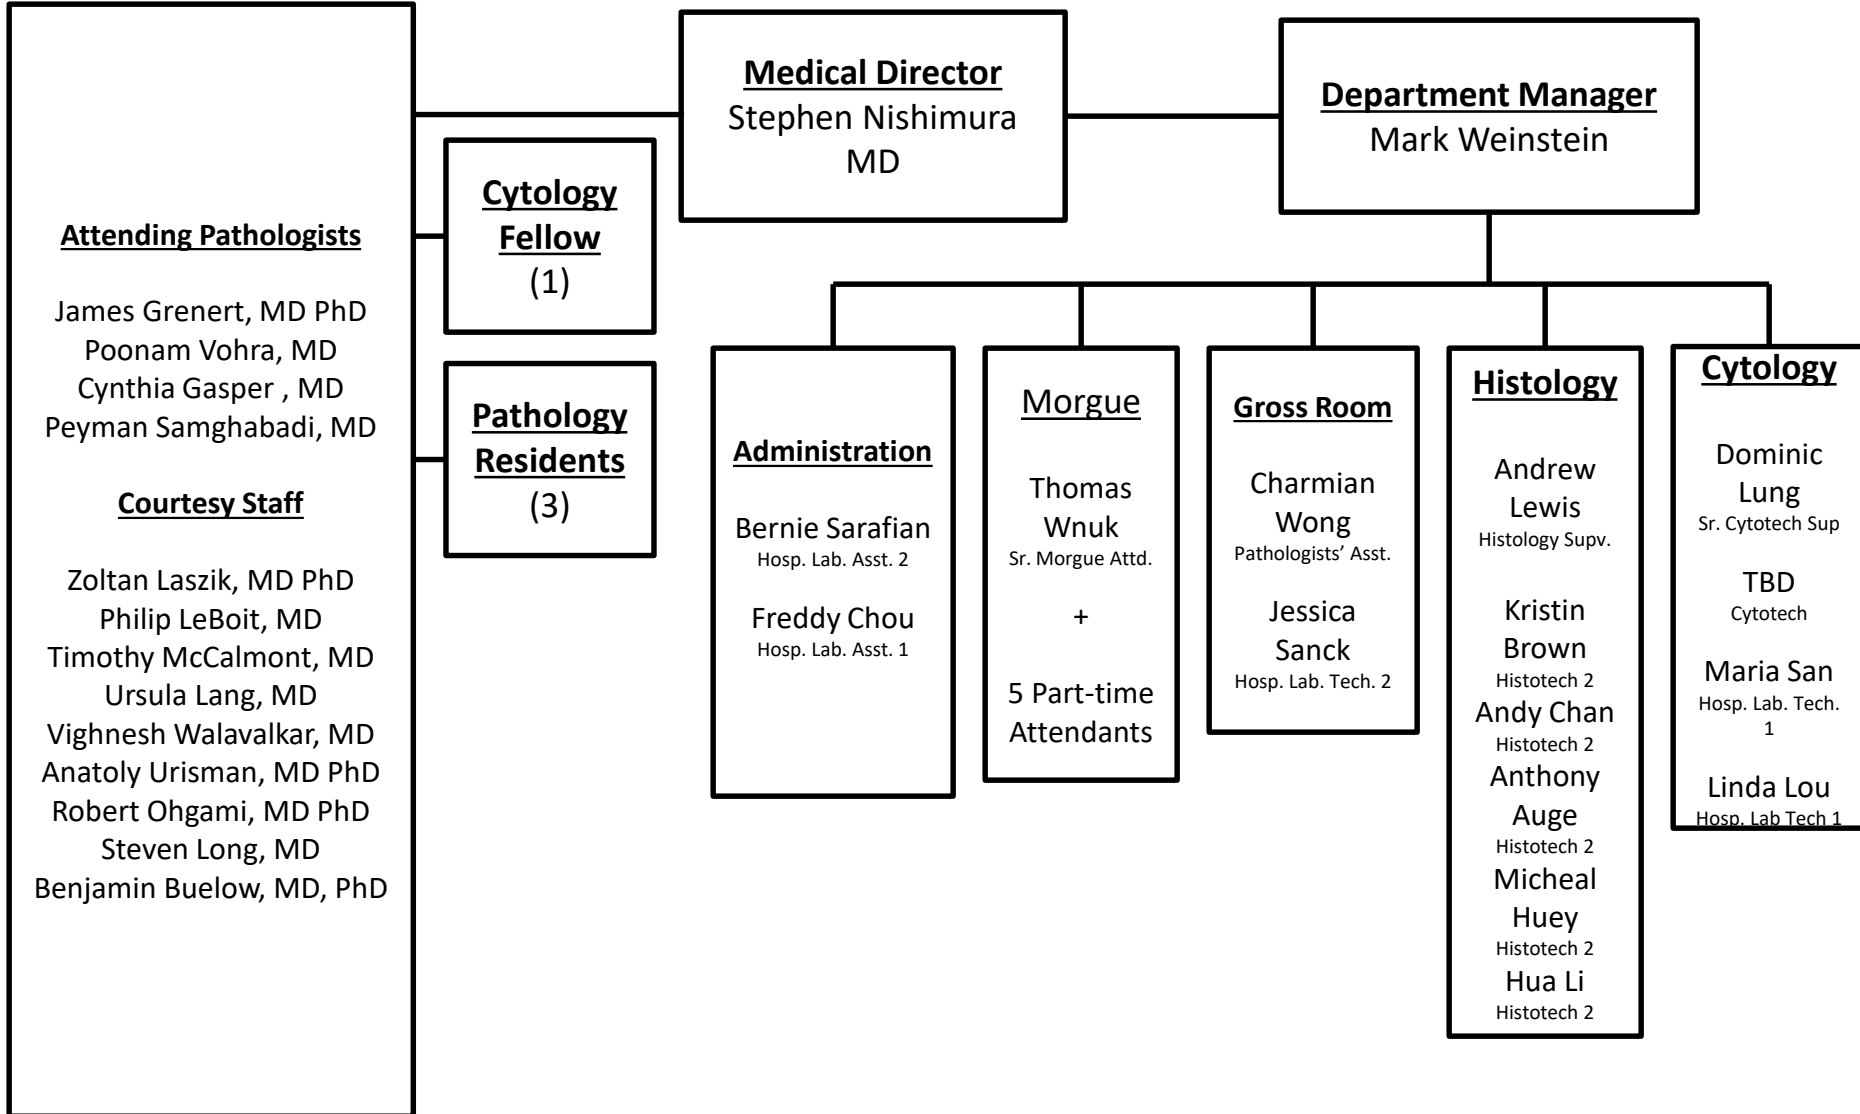 Attending Pathologists
James Grenert, MD PhD
Poonam Vohra, MD
Cynthia Gasper , MD
Peyman Samghabadi, MD
Courtesy Staff
Zoltan Laszik, MD PhD
Philip LeBoit, MD
Timothy McCalmont, MD
Ursula Lang, MD
Vighnesh Walavalkar, MD
Anatoly Urisman, MD PhD
Robert Ohgami, MD PhD
Steven Long, MD
Benjamin Buelow, MD, PhD
Cytology
Fellow
(1)
Pathology
Residents
(3)
Medical Director
Stephen Nishimura
MD
Department Manager
Mark Weinstein
Administration
Bernie Sarafian
Hosp. Lab. Asst. 2
Freddy Chou
Hosp. Lab. Asst. 1
Morgue
Thomas
Wnuk
Sr. Morgue Attd.
+
5 Part-time
Attendants
Gross Room
Charmian
Wong
Pathologists’ Asst.
Jessica
Sanck
Hosp. Lab. Tech. 2
Histology
Andrew
Lewis
Histology Supv.
Kristin
Brown
Histotech 2
Andy Chan
Histotech 2
Anthony
Auge
Histotech 2
Micheal
Huey
Histotech 2
Hua Li
Histotech 2
Cytology
Dominic
Lung
Sr. Cytotech Sup
TBD
Cytotech
Maria San
Hosp. Lab. Tech.
1
Linda Lou
Hosp. Lab Tech 1